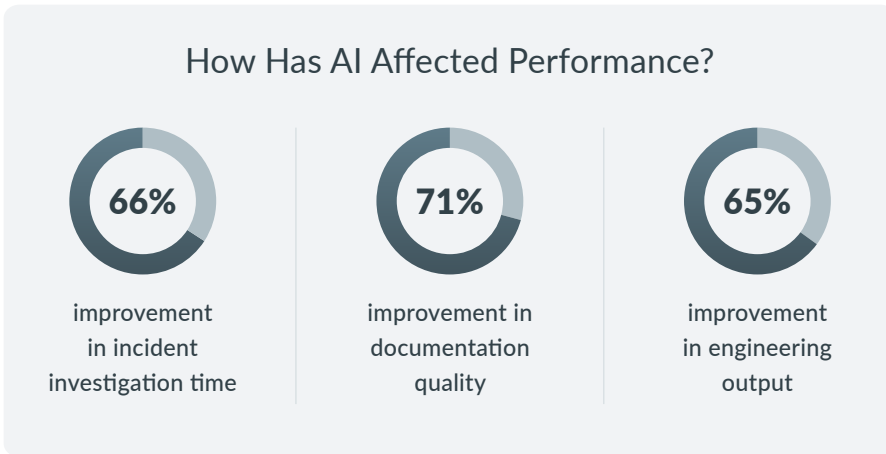 How Has AI Affected Performance?
66%
improvement
in incident
investigation time
71%
improvement in
documentation
quality
65%
improvement
in engineering
output